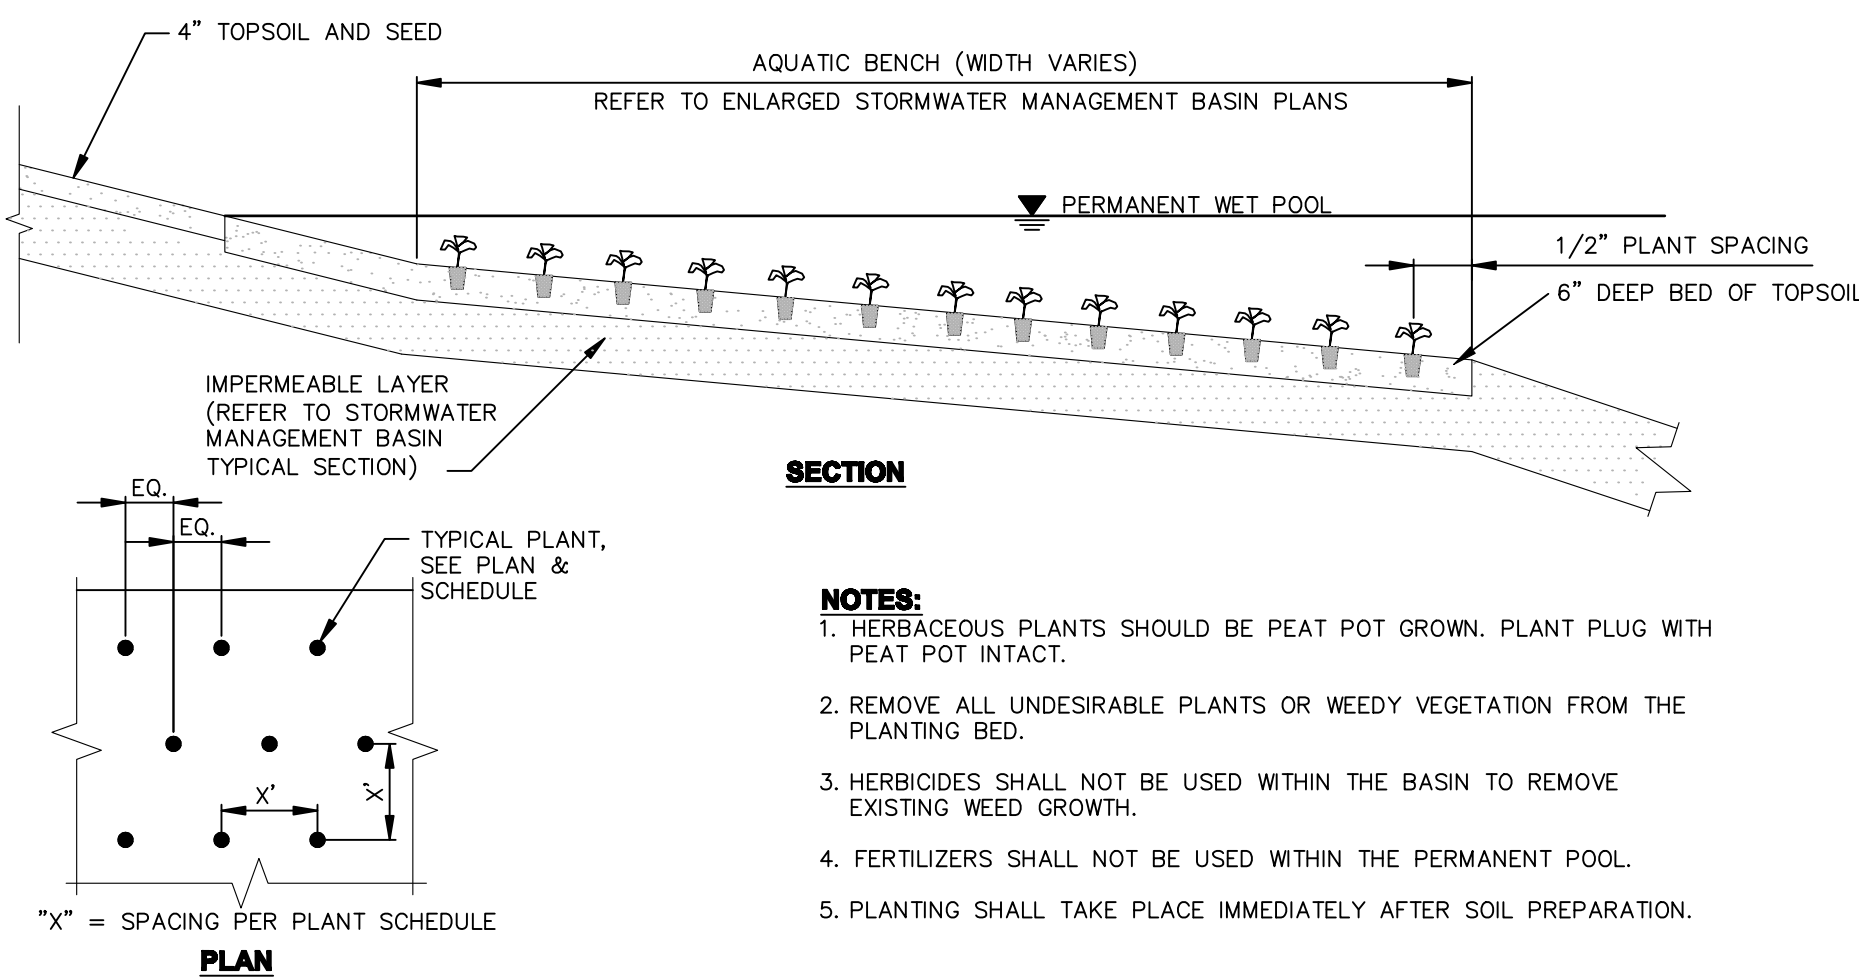 4” TOPSOIL AND SEED
AQUATIC BENCH (WIDTH VARIES)
REFER TO ENLARGED STORMWATER MANAGEMENT BASIN PLANS
PERMANENT WET POOL
1/2” PLANT SPACING
6” DEEP BED OF TOPSOIL
IMPERMEABLE LAYER
(REFER TO STORMWATER
MANAGEMENT BASIN
TYPICAL SECTION)
SECTION
EQ.
EQ.
TYPICAL PLANT,
SEE PLAN &
SCHEDULE
X'
X'
”X” = SPACING PER PLANT SCHEDULE
PLAN
NOTES:
1. HERBACEOUS PLANTS SHOULD BE PEAT POT GROWN. PLANT PLUG WITH
PEAT POT INTACT.
2. REMOVE ALL UNDESIRABLE PLANTS OR WEEDY VEGETATION FROM THE
PLANTING BED.
3. HERBICIDES SHALL NOT BE USED WITHIN THE BASIN TO REMOVE
EXISTING WEED GROWTH.
4. FERTILIZERS SHALL NOT BE USED WITHIN THE PERMANENT POOL.
5. PLANTING SHALL TAKE PLACE IMMEDIATELY AFTER SOIL PREPARATION.